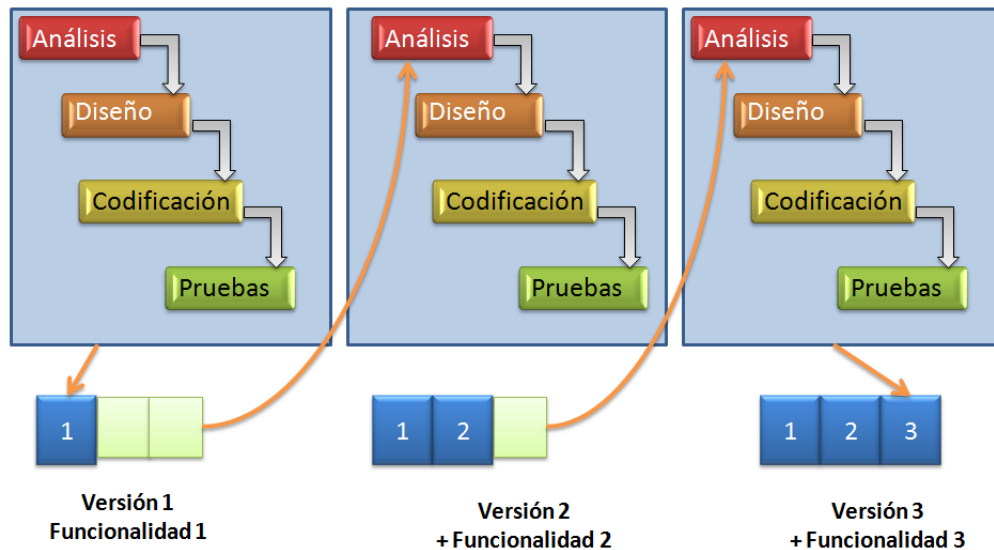 Análisis
Diseño
Codificación
Pruebas
Análisis
Diseño
Codificación
Pruebas
Análisis
Diseño
Codificación
Pruebas
1
1 2
1 2 3
Versión 1
Funcionalidad 1
Versión 2
+ Funcionalidad 2
Versión 3
+ Funcionalidad 3